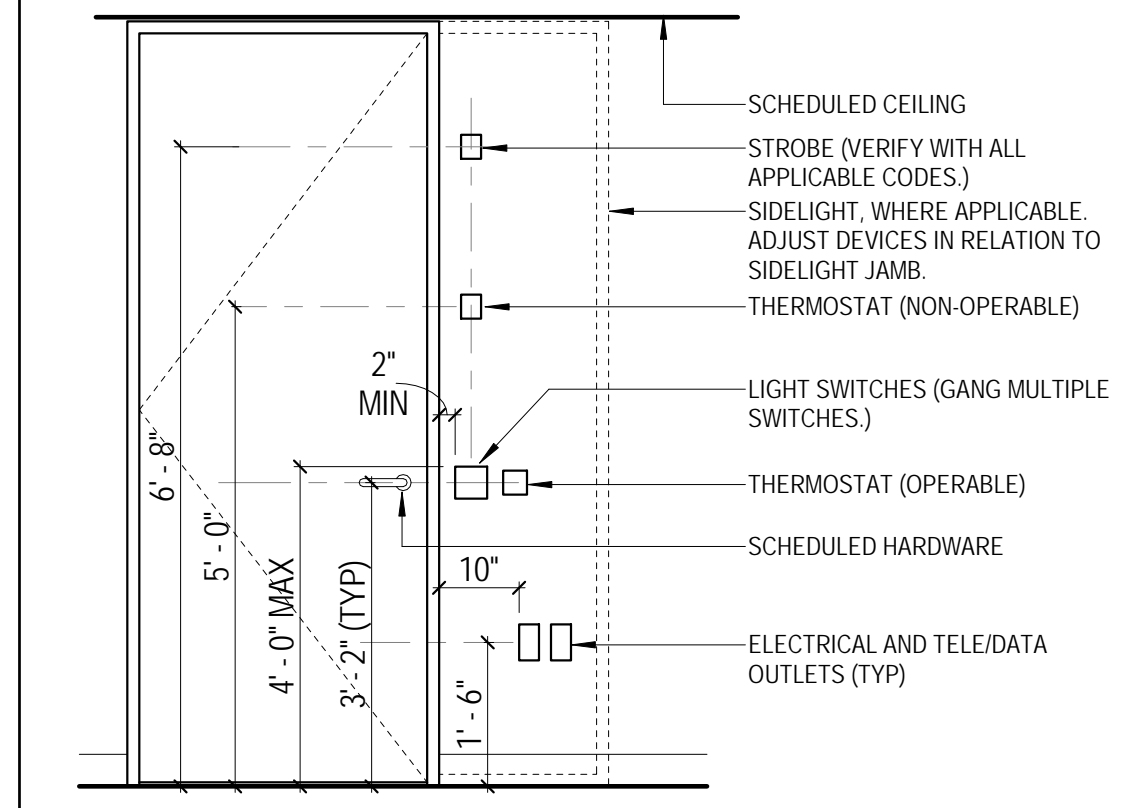 SCHEDULED CEILING
STROBE (VERIFY WITH ALL
APPLICABLE CODES.)
SIDELIGHT, WHERE APPLICABLE.
ADJUST DEVICES IN RELATION TO
SIDELIGHT JAMB.
THERMOSTAT (NON-OPERABLE)
2"
MIN
LIGHT SWITCHES (GANG MULTIPLE
SWITCHES.)
6' - 8"
THERMOSTAT (OPERABLE)
5' - 0"
SCHEDULED HARDWARE
4' - 0" MAX
3' - 2" (TYP)
10"
ELECTRICAL AND TELE/DATA
OUTLETS (TYP)
1' - 6"